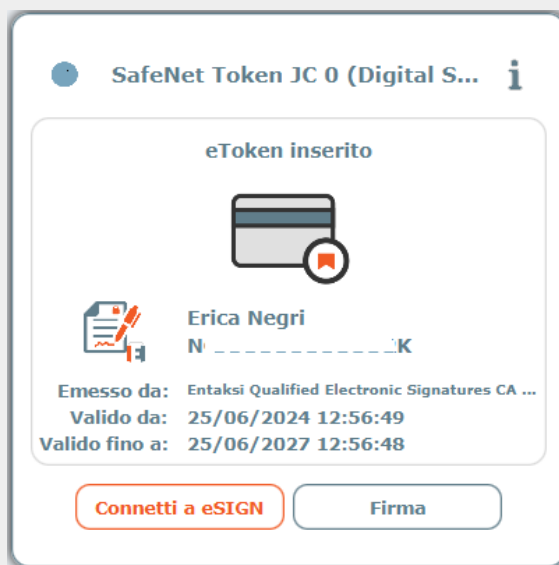 SafeNet Token JC 0 (Digital S... i
eToken inserito
Erica Negri
Emesso da: Entaksi Qualified Electronic Signatures CA ...
Valido da: 25/06/2024 12:56:49
Valido fino a: 25/06/2027 12:56:48
Connetti a eSIGN Firma